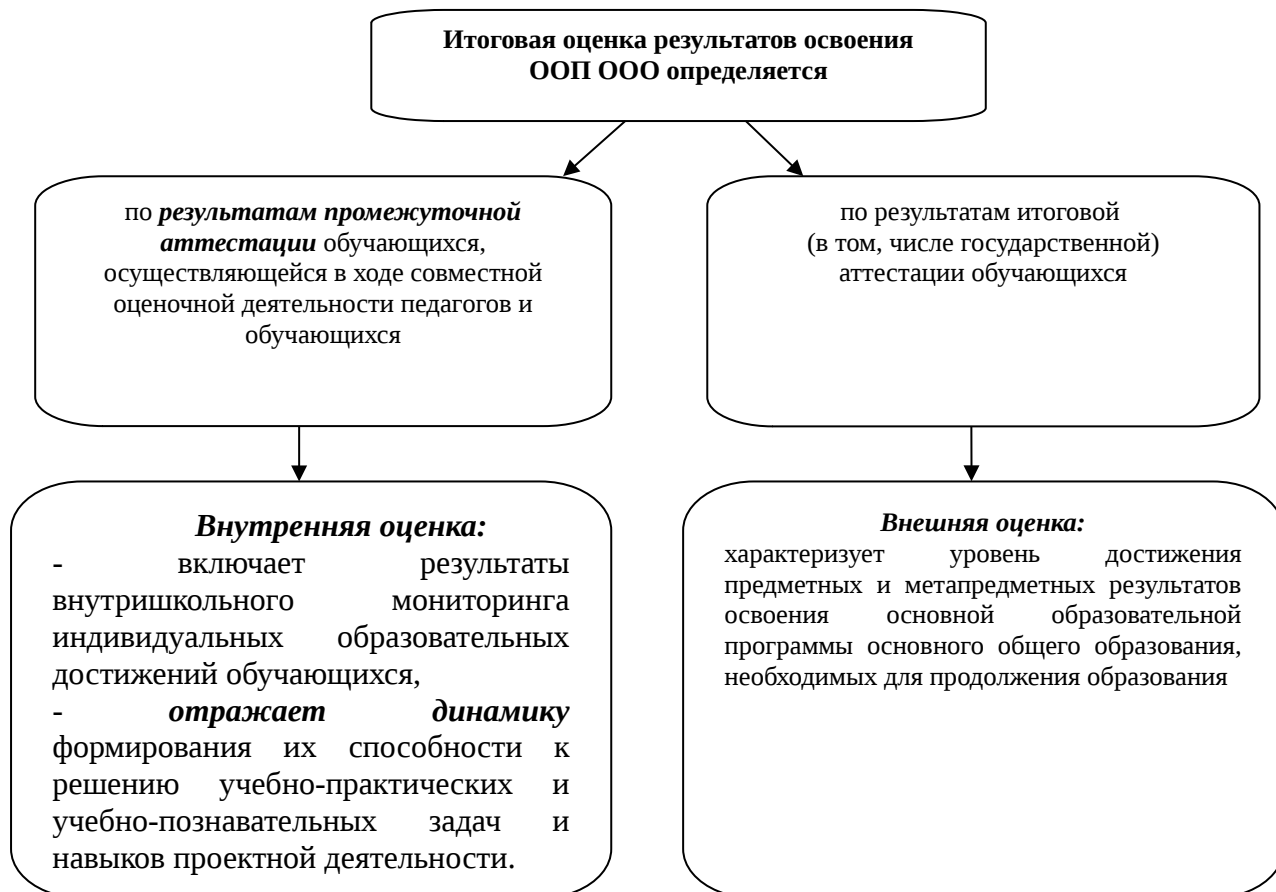 Итоговая оценка результатов освоения
ООП ООО определяется
по результатам промежуточной
аттестации обучающихся,
осуществляющейся в ходе совместной
оценочной деятельности педагогов и
обучающихся
по результатам итоговой
(в том, числе государственной)
аттестации обучающихся
Внутренняя оценка:
- включает результаты
внутришкольного мониторинга
индивидуальных образовательных
достижений обучающихся,
- отражает динамику
формирования их способности к
решению учебно-практических и
учебно-познавательных задач и
навыков проектной деятельности.
Внешняя оценка:
характеризует уровень достижения
предметных и метапредметных результатов
освоения основной образовательной
программы основного общего образования,
необходимых для продолжения образования